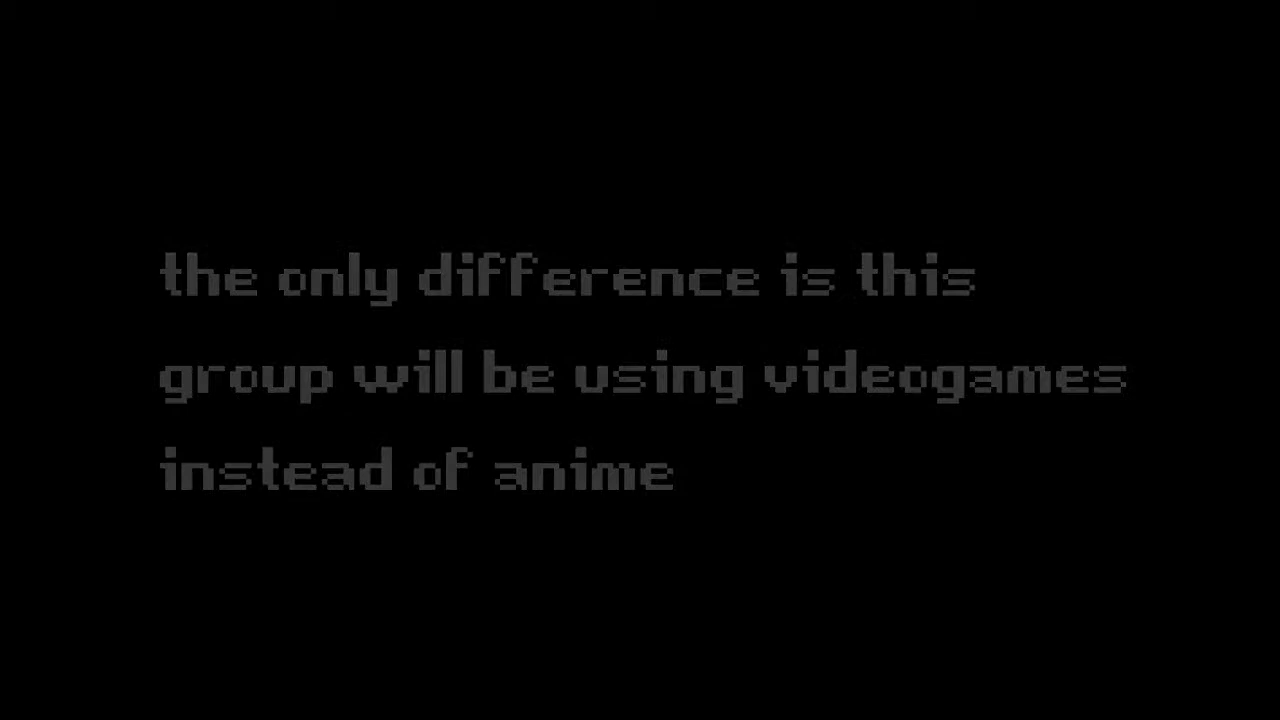 the only difference is this
group will be using videogames
instead of anime